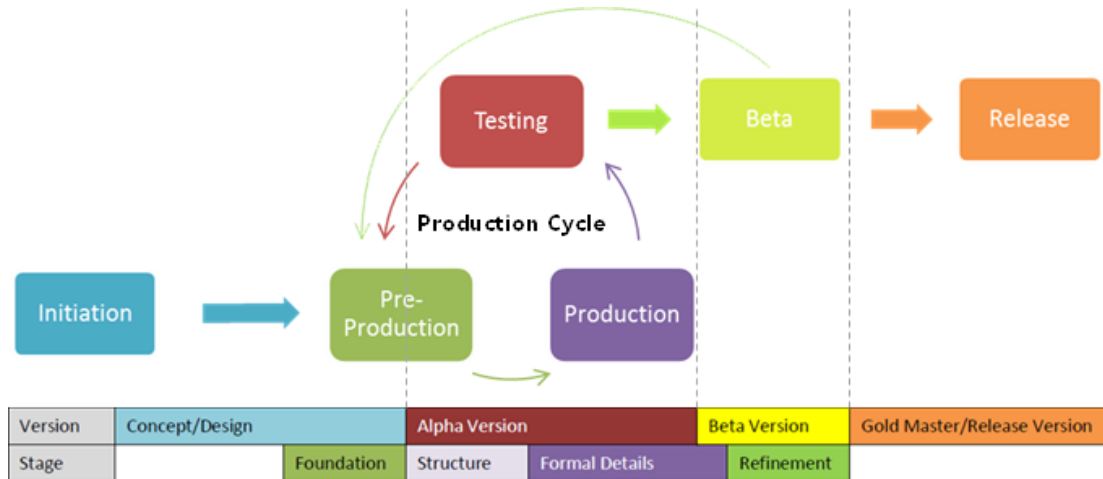 Testing
Beta
Release
Production Cycle
Initiation
Pre-
Production
Production
Version
Concept/Design
Alpha Version
Beta Version
Gold Master/Release Version
Stage
Foundation
Structure
Formal Details
Refinement